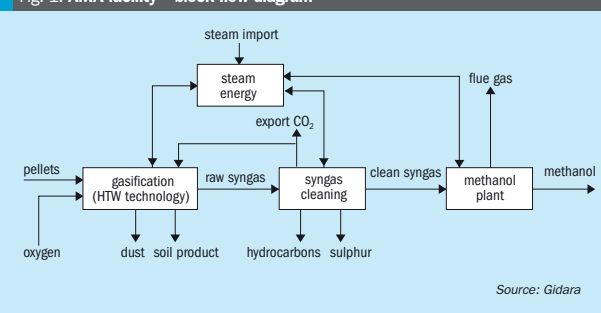 Fig. 1: AMA facility – block flow diagram
steam import
steam
energy
flue gas
export CO₂
pellets
gasification
(HTW technology)
raw syngas
syngas
cleaning
clean syngas
methanol
plant
methanol
oxygen
dust
soil product
hydrocarbons
sulphur
Source: Gidara